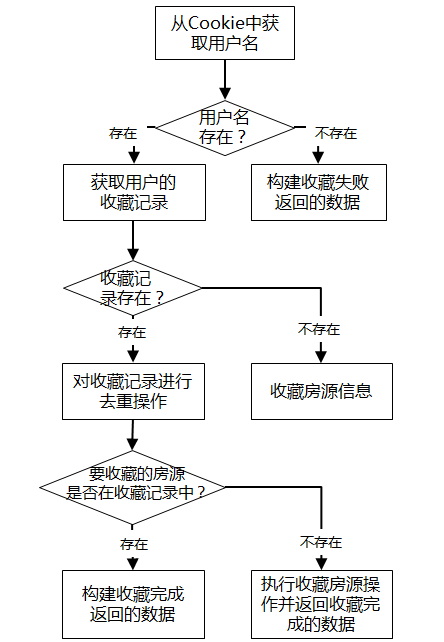 从Cookie中获
取用户名
用户名
存在？
存在
不存在
获取用户的
收藏记录
构建收藏失败
返回的数据
收藏记
录存在？
存在
不存在
对收藏记录进行
去重操作
收藏房源信息
要收藏的房源
是否在收藏记录中？
存在
不存在
构建收藏完成
返回的数据
执行收藏房源操
作并返回收藏完
成的数据